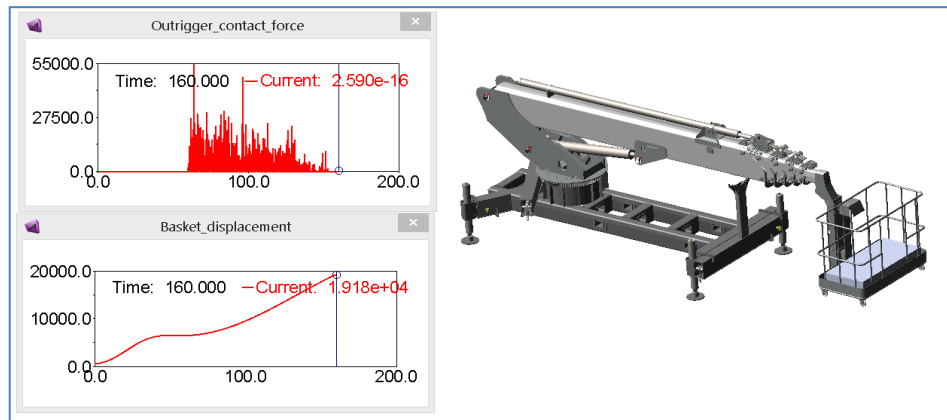 Outrigger_contact_force
55000.0
Time: 160.000 Current: 2.590e-16
27500.0
0.0
0.0 100.0 200.0
Basket_displacement
20000.0
Time: 160.000 Current: 1.918e+04
10000.0
0.0
0.0 100.0 200.0